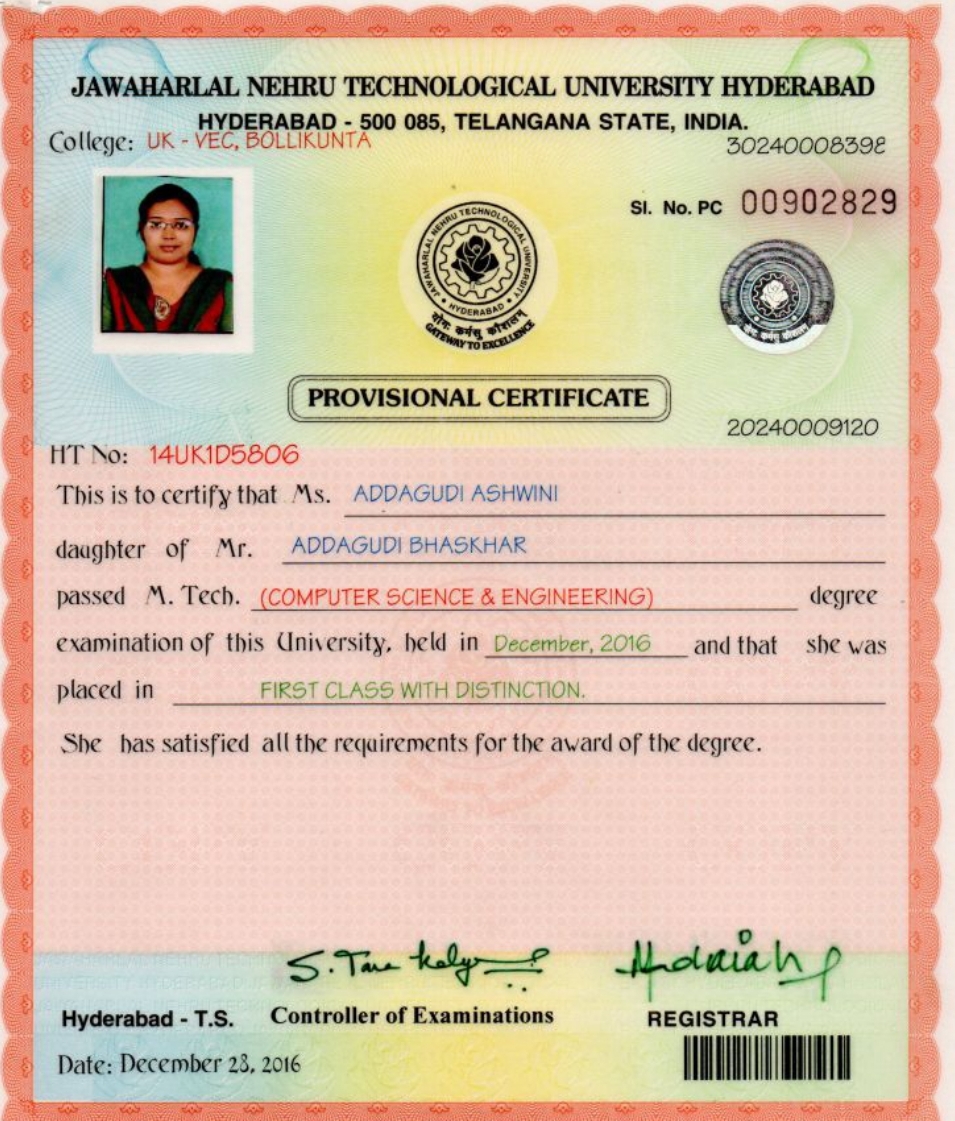 JAWAHARLAL NEHRU TECHNOLOGICAL UNIVERSITY HYDERABAD
HYDERABAD - 500 085, TELANGANA STATE, INDIA.
College: UK - VEC, BOLLIKUNTA
30240008398
Sl. No. PC 00902829
JAWAHARLAL NEHRU TECHNOLOGICAL UNIVERSITY
HYDERABAD
योगः कर्मसु कौशलम्
GATEWAY TO EXCELLENCE
PROVISIONAL CERTIFICATE
20240009120
HT No: 14UK1D5806
This is to certify that Ms. ADDAGUDI ASHWINI
daughter of Mr. ADDAGUDI BHASKHAR
passed M. Tech. (COMPUTER SCIENCE & ENGINEERING) degree
examination of this University, held in December, 2016 and that she was
placed in FIRST CLASS WITH DISTINCTION.
She has satisfied all the requirements for the award of the degree.
Hyderabad - T.S. Controller of Examinations REGISTRAR
Date: December 28, 2016